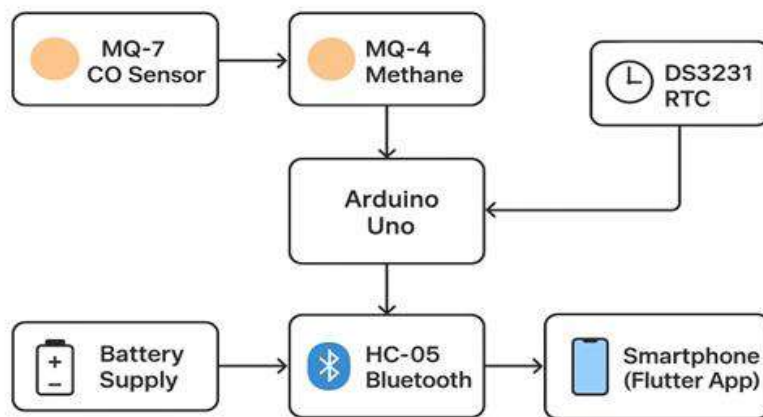 MQ-7
CO Sensor
MQ-4
Methane
DS3231
RTC
Arduino
Uno
Battery
Supply
HC-05
Bluetooth
Smartphone
(Flutter App)